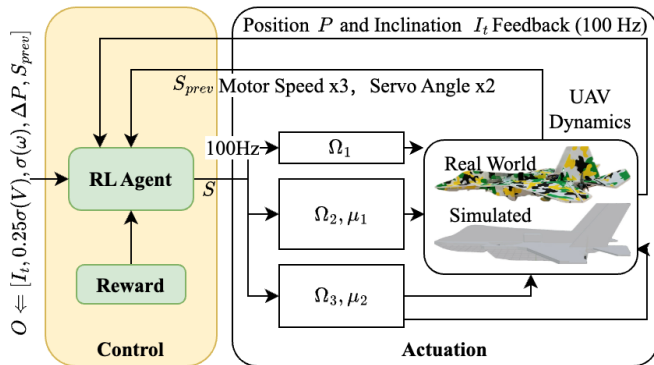 O ⇐ [I_t, 0.25σ(V), σ(ω), ΔP, S_prev]
Position P and Inclination I_t Feedback (100 Hz)
S_prev Motor Speed x3, Servo Angle x2
UAV
Dynamics
100Hz
Ω_1
Real World
RL Agent
S
Ω_2, μ_1
Simulated
Reward
Ω_3, μ_2
Control
Actuation